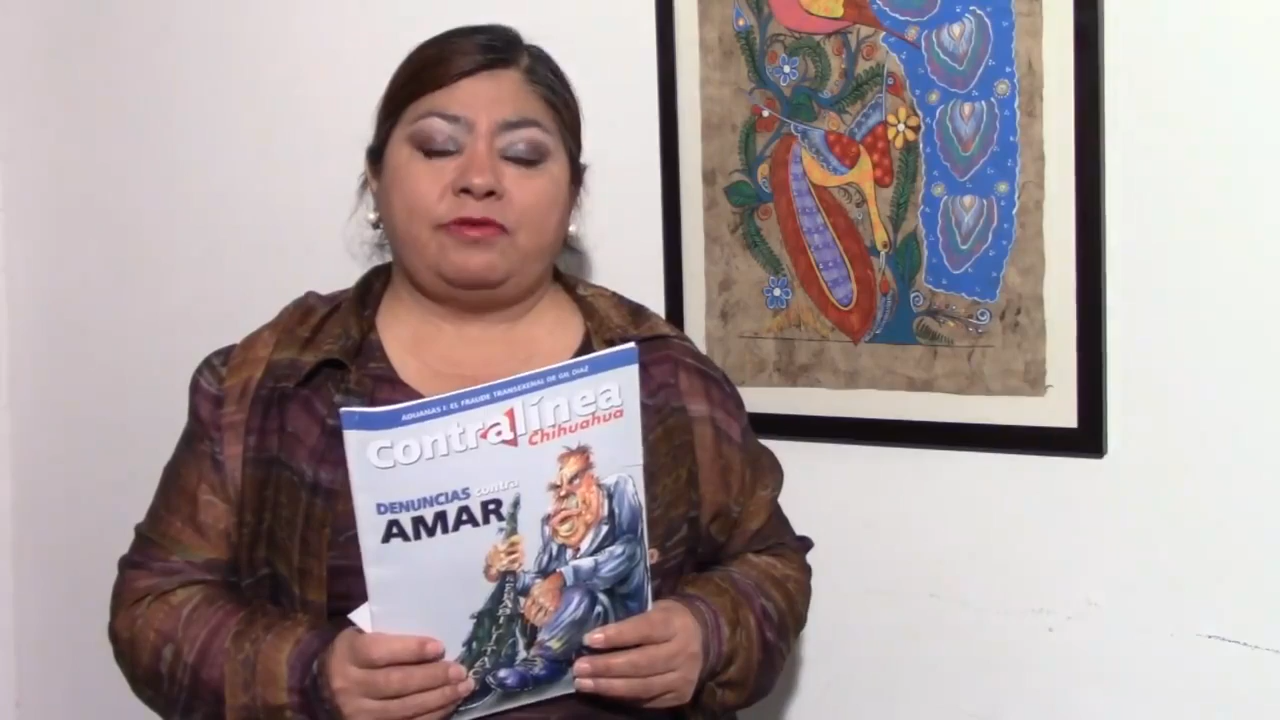 ADUANAS I: EL FRAUDE TRANSEXENAL DE GIL DÍAZ
Contralínea
Chihuahua
DENUNCIAS contra
AMAR